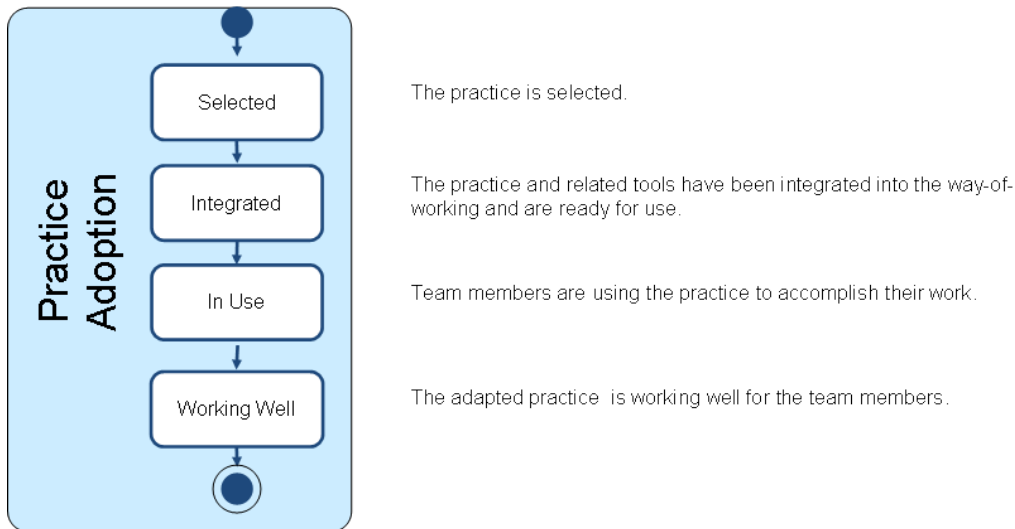 Practice
Adoption
Selected
The practice is selected.
Integrated
The practice and related tools have been integrated into the way-of-
working and are ready for use.
In Use
Team members are using the practice to accomplish their work.
Working Well
The adapted practice is working well for the team members.